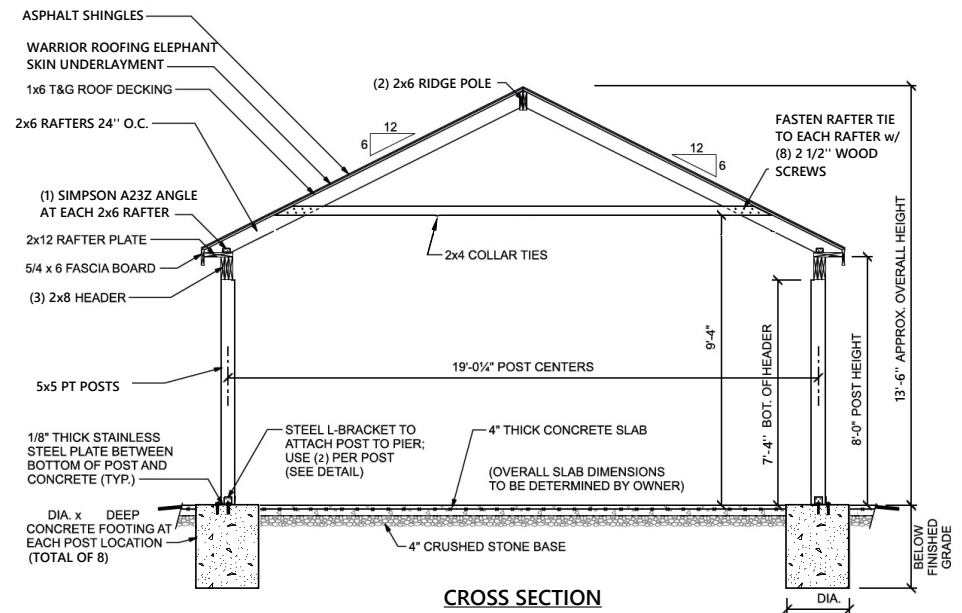 ASPHALT SHINGLES
WARRIOR ROOFING ELEPHANT
SKIN UNDERLAYMENT
1x6 T&G ROOF DECKING
2x6 RAFTERS 24'' O.C.
(1) SIMPSON A23Z ANGLE
AT EACH 2x6 RAFTER
2x12 RAFTER PLATE
5/4 x 6 FASCIA BOARD
(3) 2x8 HEADER
5x5 PT POSTS
1/8" THICK STAINLESS
STEEL PLATE BETWEEN
BOTTOM OF POST AND
CONCRETE (TYP.)
DIA. x DEEP
CONCRETE FOOTING AT
EACH POST LOCATION
(TOTAL OF 8)
(2) 2x6 RIDGE POLE
12
6
12
6
FASTEN RAFTER TIE
TO EACH RAFTER w/
(8) 2 1/2'' WOOD
SCREWS
2x4 COLLAR TIES
19'-0¼" POST CENTERS
STEEL L-BRACKET TO
ATTACH POST TO PIER;
USE (2) PER POST
(SEE DETAIL)
4" THICK CONCRETE SLAB
(OVERALL SLAB DIMENSIONS
TO BE DETERMINED BY OWNER)
4" CRUSHED STONE BASE
9'-4"
7'-4" BOT. OF HEADER
8'-0" POST HEIGHT
13'-6" APPROX. OVERALL HEIGHT
BELOW
FINISHED
GRADE
DIA.
CROSS SECTION